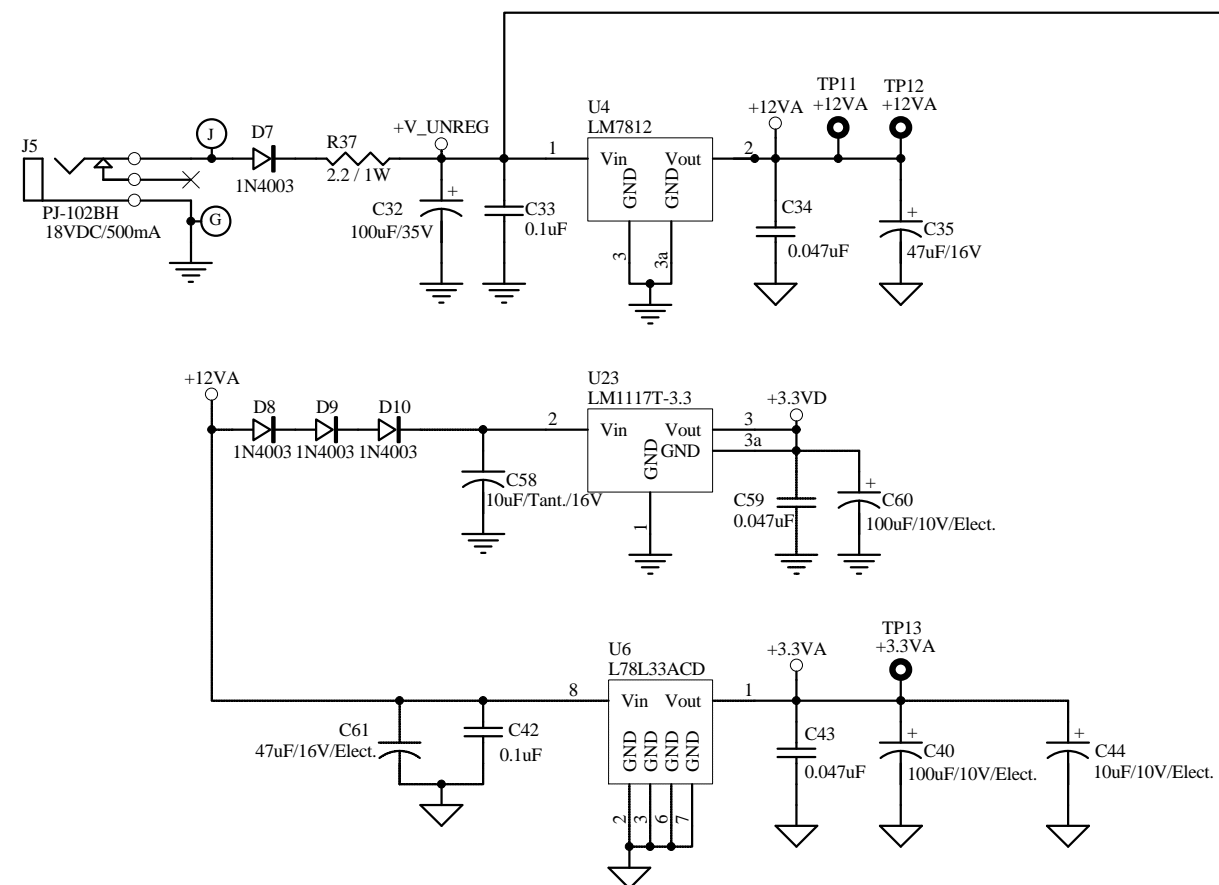 TP11
+12VA
TP12
+12VA
U4
LM7812
+12VA
J5
J
D7
1N4003
R37
2.2 / 1W
+V_UNREG
1
Vin
Vout
GND
GND
2
PJ-102BH
18VDC/500mA
G
C32
+
100uF/35V
C33
0.1uF
3
3a
C34
0.047uF
+
C35
47uF/16V
+12VA
D8
D9
D10
1N4003
1N4003
1N4003
U23
LM1117T-3.3
+3.3VD
2
Vin
Vout
GND
GND
3
3a
1
C58
10uF/Tant./16V
C59
0.047uF
+
C60
100uF/10V/Elect.
U6
L78L33ACD
+3.3VA
TP13
+3.3VA
8
Vin
Vout
1
GND
GND
GND
GND
C61
47uF/16V/Elect.
C42
0.1uF
C43
0.047uF
+
C40
100uF/10V/Elect.
+
C44
10uF/10V/Elect.
2
3
6
7